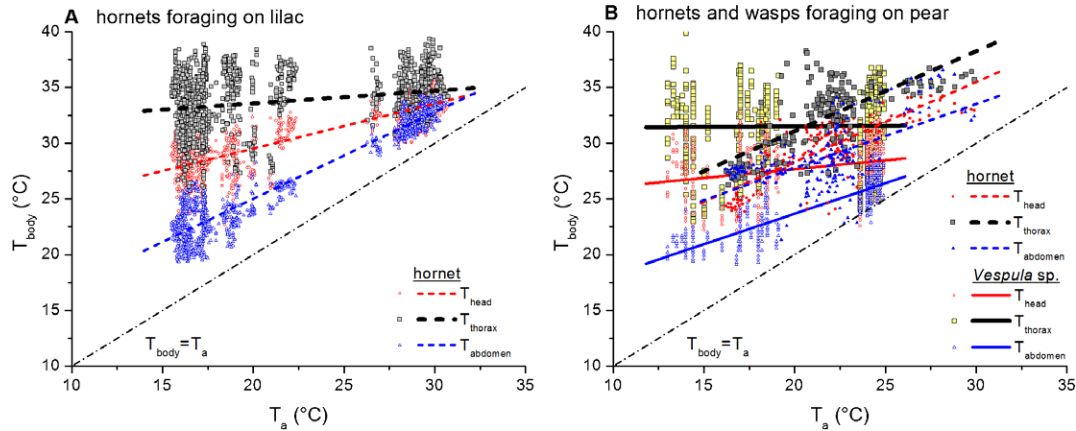 A hornets foraging on lilac
40
35
30
25
20
15
10
T_body (°C)
10 15 20 25 30 35
T_a (°C)
hornet
T_head
T_thorax
T_abdomen
T_body=T_a
B hornets and wasps foraging on pear
40
35
30
25
20
15
10
T_body (°C)
10 15 20 25 30 35
T_a (°C)
hornet
T_head
T_thorax
T_abdomen
Vespula sp.
T_head
T_thorax
T_abdomen
T_body=T_a